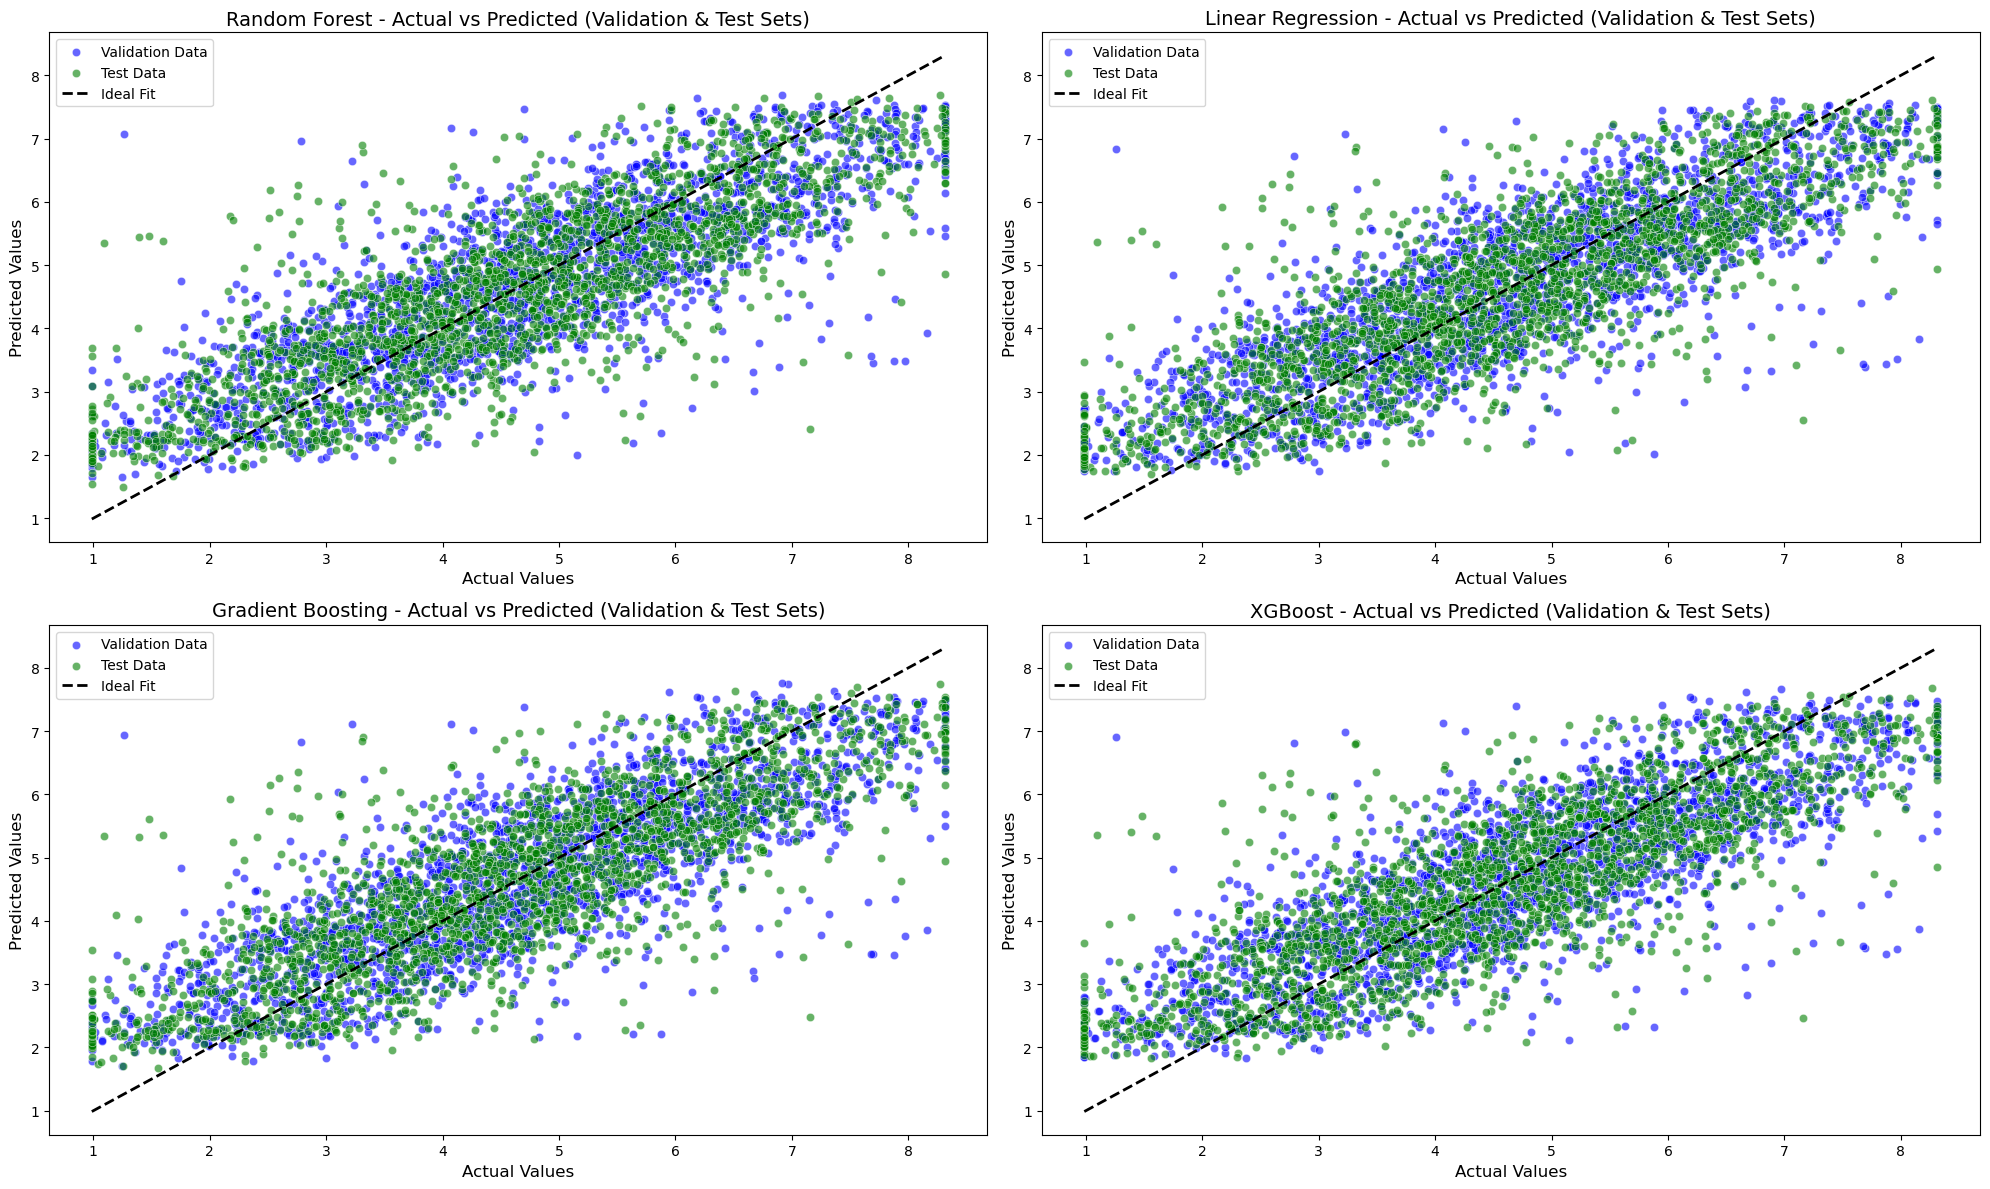 Random Forest - Actual vs Predicted (Validation & Test Sets)
Validation Data
Test Data
Ideal Fit
Predicted Values
8
7
6
5
4
3
2
1
1 2 3 4 5 6 7 8
Actual Values
Linear Regression - Actual vs Predicted (Validation & Test Sets)
Validation Data
Test Data
Ideal Fit
Predicted Values
8
7
6
5
4
3
2
1
1 2 3 4 5 6 7 8
Actual Values
Gradient Boosting - Actual vs Predicted (Validation & Test Sets)
Validation Data
Test Data
Ideal Fit
Predicted Values
8
7
6
5
4
3
2
1
1 2 3 4 5 6 7 8
Actual Values
XGBoost - Actual vs Predicted (Validation & Test Sets)
Validation Data
Test Data
Ideal Fit
Predicted Values
8
7
6
5
4
3
2
1
1 2 3 4 5 6 7 8
Actual Values